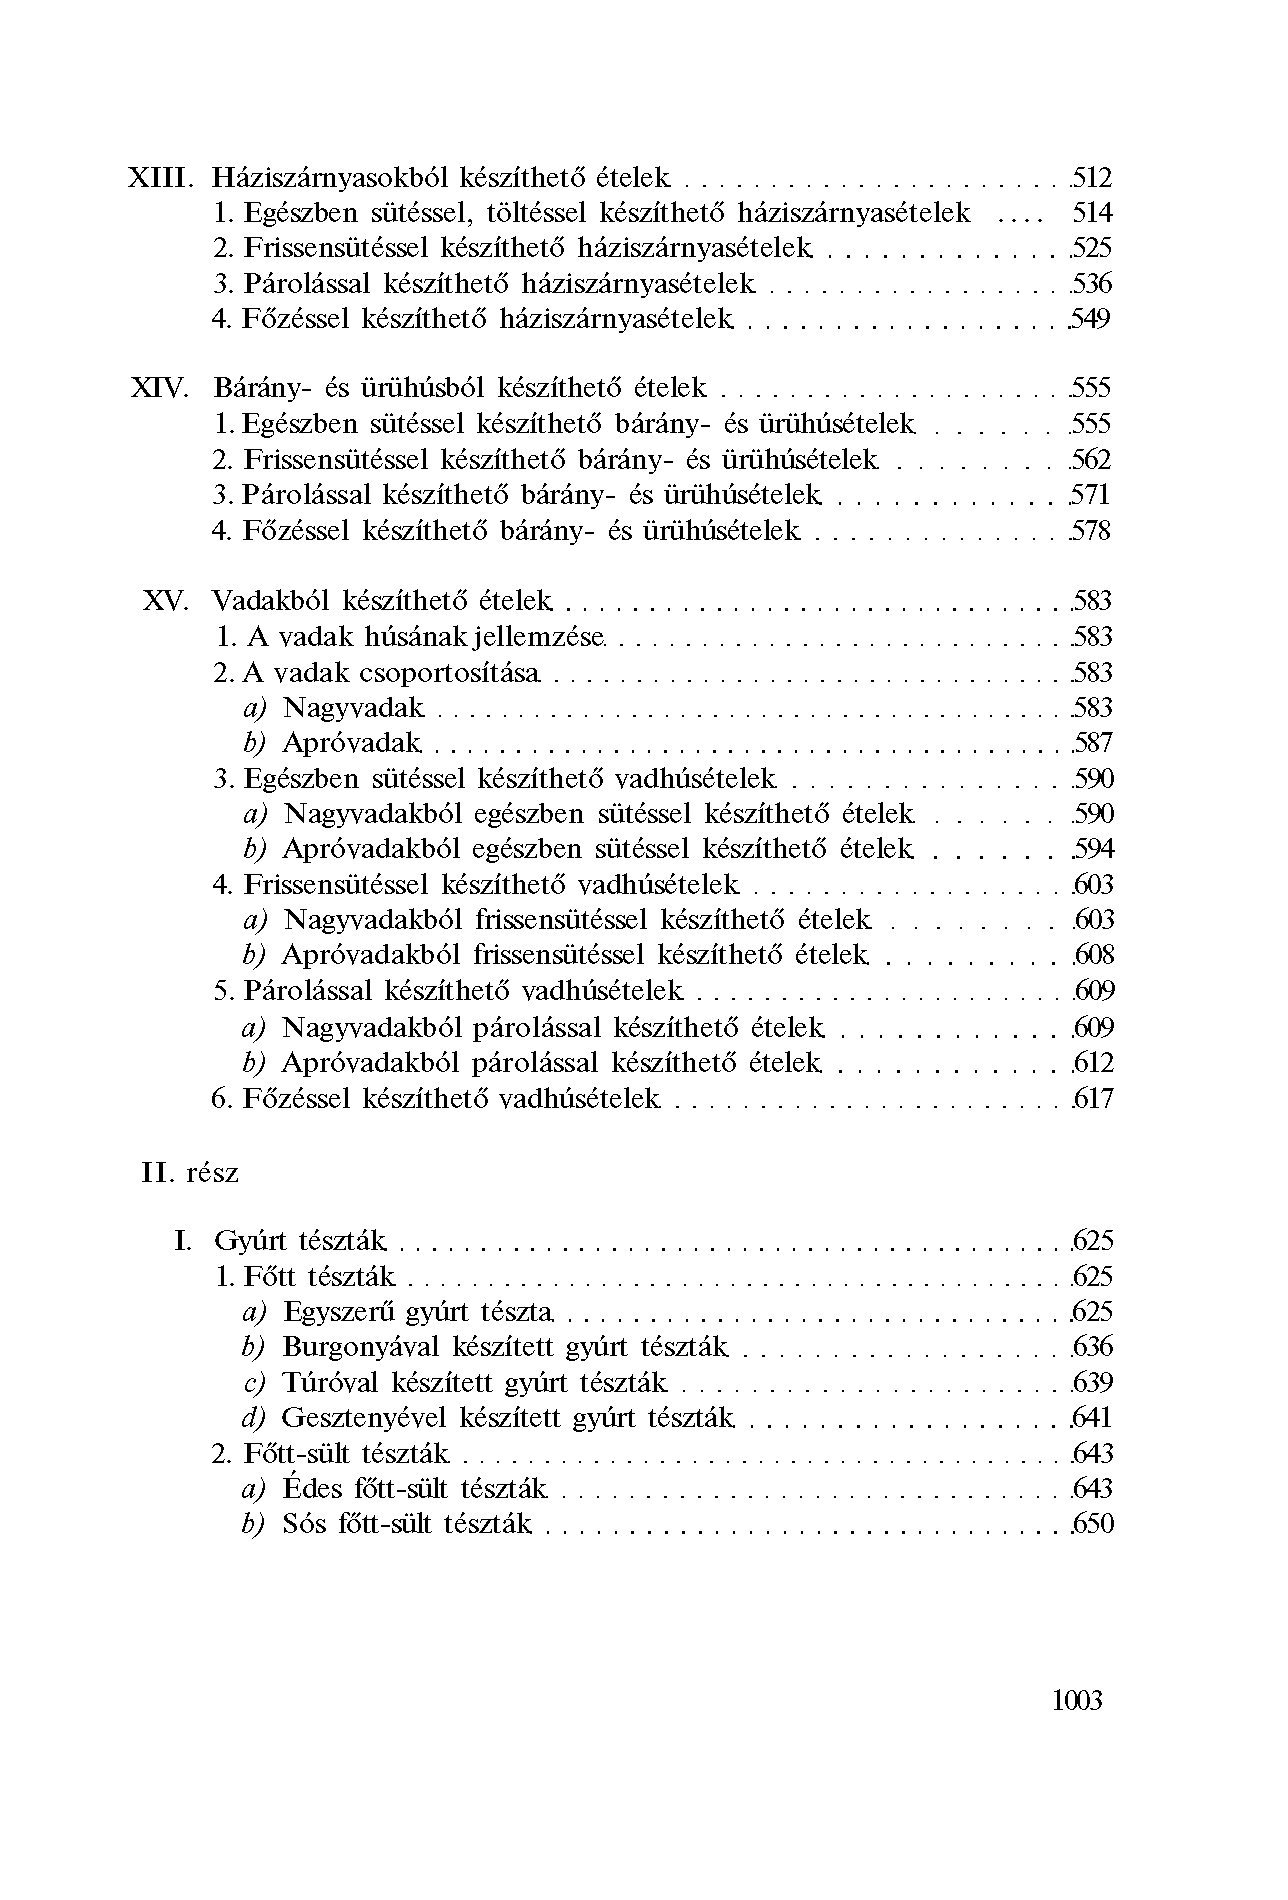 XIII. Háziszárnyasokból készíthető ételek . . . . . . . . . . . . . . . . . . . . . . . 512
1. Egészben sütéssel, töltéssel készíthető háziszárnyasételek .... 514
2. Frissensütéssel készíthető háziszárnyasételek . . . . . . . . . . . . . . 525
3. Párolással készíthető háziszárnyasételek . . . . . . . . . . . . . . . . . . 536
4. Főzéssel készíthető háziszárnyasételek . . . . . . . . . . . . . . . . . . . 549
XIV. Bárány- és ürühúsból készíthető ételek . . . . . . . . . . . . . . . . . . . . . 555
1. Egészben sütéssel készíthető bárány- és ürühúsételek . . . . . . . 555
2. Frissensütéssel készíthető bárány- és ürühúsételek . . . . . . . . . 562
3. Párolással készíthető bárány- és ürühúsételek . . . . . . . . . . . . . 571
4. Főzéssel készíthető bárány- és ürühúsételek . . . . . . . . . . . . . . . 578
XV. Vadakból készíthető ételek . . . . . . . . . . . . . . . . . . . . . . . . . . . . . . 583
1. A vadak húsának jellemzése . . . . . . . . . . . . . . . . . . . . . . . . . . . 583
2. A vadak csoportosítása . . . . . . . . . . . . . . . . . . . . . . . . . . . . . . . 583
a) Nagyvadak . . . . . . . . . . . . . . . . . . . . . . . . . . . . . . . . . . . . . . 583
b) Apróvadak . . . . . . . . . . . . . . . . . . . . . . . . . . . . . . . . . . . . . . 587
3. Egészben sütéssel készíthető vadhúsételek . . . . . . . . . . . . . . . . 590
a) Nagyvadakból egészben sütéssel készíthető ételek . . . . . . . 590
b) Apróvadakból egészben sütéssel készíthető ételek . . . . . . . 594
4. Frissensütéssel készíthető vadhúsételek . . . . . . . . . . . . . . . . . . . 603
a) Nagyvadakból frissensütéssel készíthető ételek . . . . . . . . . 603
b) Apróvadakból frissensütéssel készíthető ételek . . . . . . . . . . 608
5. Párolással készíthető vadhúsételek . . . . . . . . . . . . . . . . . . . . . . . 609
a) Nagyvadakból párolással készíthető ételek . . . . . . . . . . . . . 609
b) Apróvadakból párolással készíthető ételek . . . . . . . . . . . . . 612
6. Főzéssel készíthető vadhúsételek . . . . . . . . . . . . . . . . . . . . . . . . 617
II. rész
I. Gyúrt tészták . . . . . . . . . . . . . . . . . . . . . . . . . . . . . . . . . . . . . . . . 625
1. Főtt tészták . . . . . . . . . . . . . . . . . . . . . . . . . . . . . . . . . . . . . . . . 625
a) Egyszerű gyúrt tészta . . . . . . . . . . . . . . . . . . . . . . . . . . . . . . 625
b) Burgonyával készített gyúrt tészták . . . . . . . . . . . . . . . . . . . 636
c) Túróval készített gyúrt tészták . . . . . . . . . . . . . . . . . . . . . . . 639
d) Gesztenyével készített gyúrt tészták . . . . . . . . . . . . . . . . . . . 641
2. Főtt-sült tészták . . . . . . . . . . . . . . . . . . . . . . . . . . . . . . . . . . . . 643
a) Édes főtt-sült tészták . . . . . . . . . . . . . . . . . . . . . . . . . . . . . . 643
b) Sós főtt-sült tészták . . . . . . . . . . . . . . . . . . . . . . . . . . . . . . . 650
1003